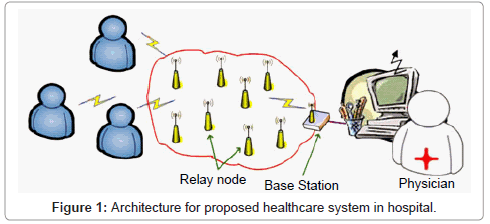 Relay node
Base Station
Physician
Figure 1: Architecture for proposed healthcare system in hospital.